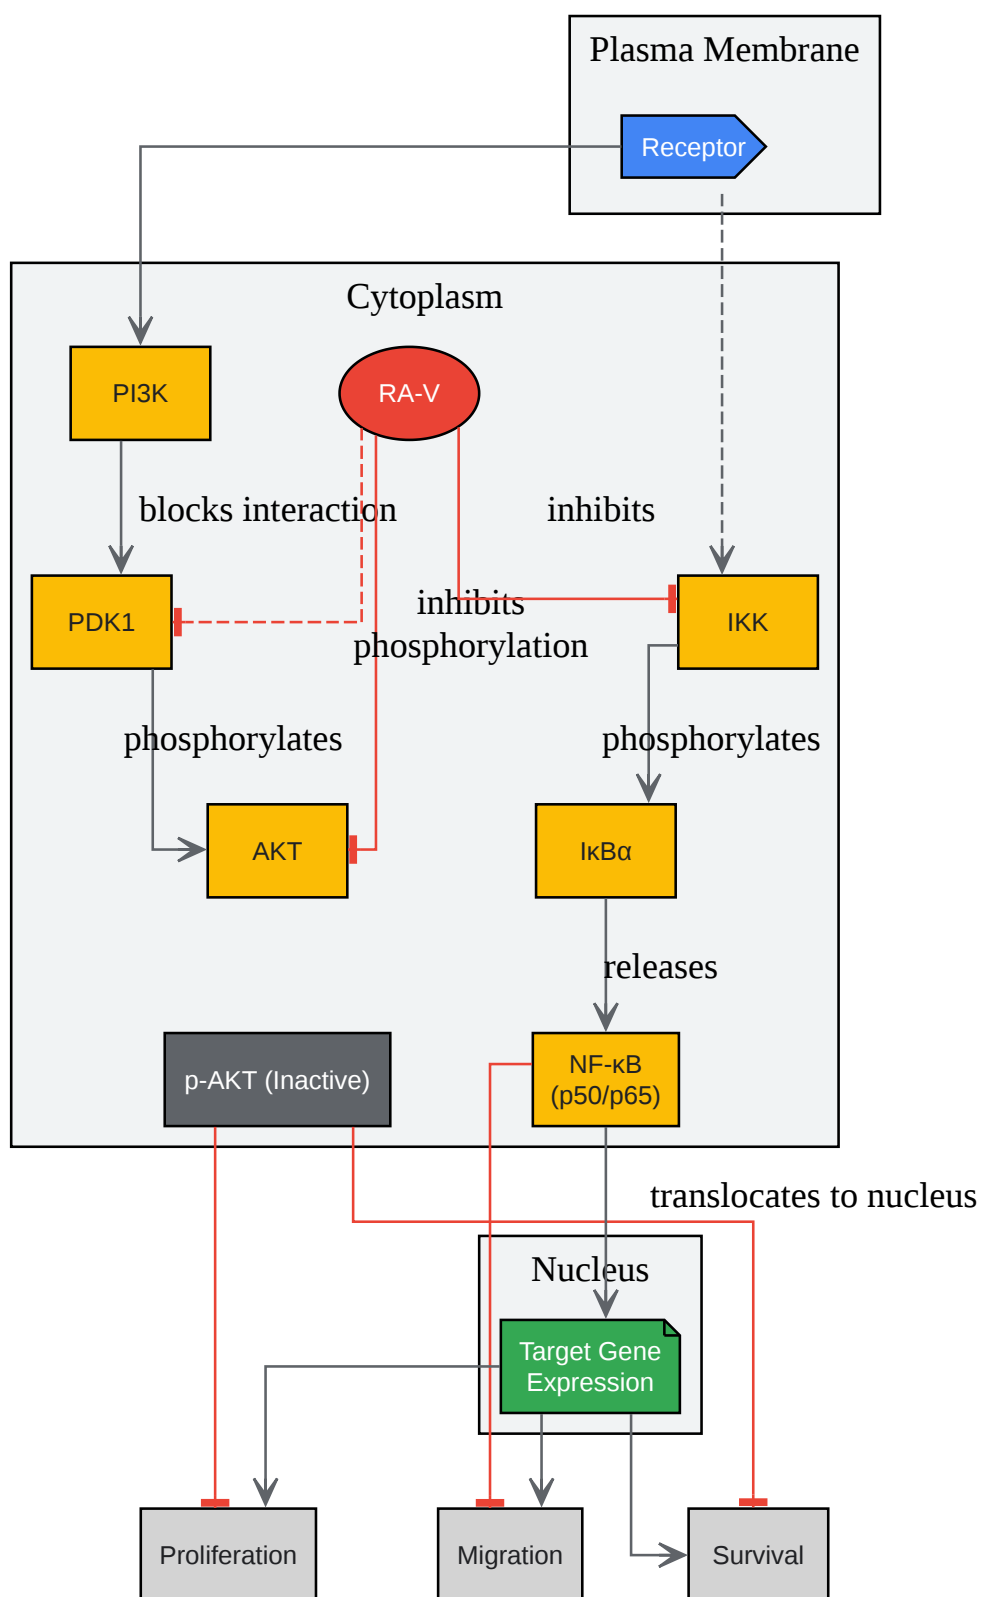 Plasma Membrane
Receptor
Cytoplasm
PI3K
RA-V
blocks interaction
inhibits
PDK1
inhibits
phosphorylation
IKK
phosphorylates
phosphorylates
AKT
IκBα
releases
p-AKT (Inactive)
NF-κB
(p50/p65)
translocates to nucleus
Nucleus
Target Gene
Expression
Proliferation
Migration
Survival